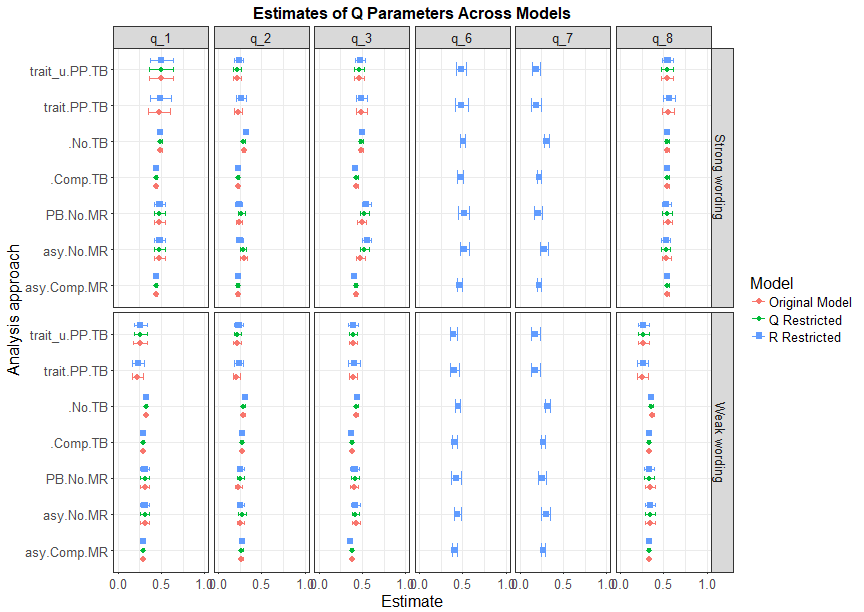 Estimates of Q Parameters Across Models
q_1 q_2 q_3 q_6 q_7 q_8
trait_u.PP.TB
trait.PP.TB
.No.TB
.Comp.TB
PB.No.MR
asy.No.MR
asy.Comp.MR
Strong wording
trait_u.PP.TB
trait.PP.TB
.No.TB
.Comp.TB
PB.No.MR
asy.No.MR
asy.Comp.MR
Weak wording
Analysis approach
0.0 0.5 1.0 0.0 0.5 1.0 0.0 0.5 1.0 0.0 0.5 1.0 0.0 0.5 1.0 0.0 0.5 1.0
Estimate
Model
Original Model
Q Restricted
R Restricted